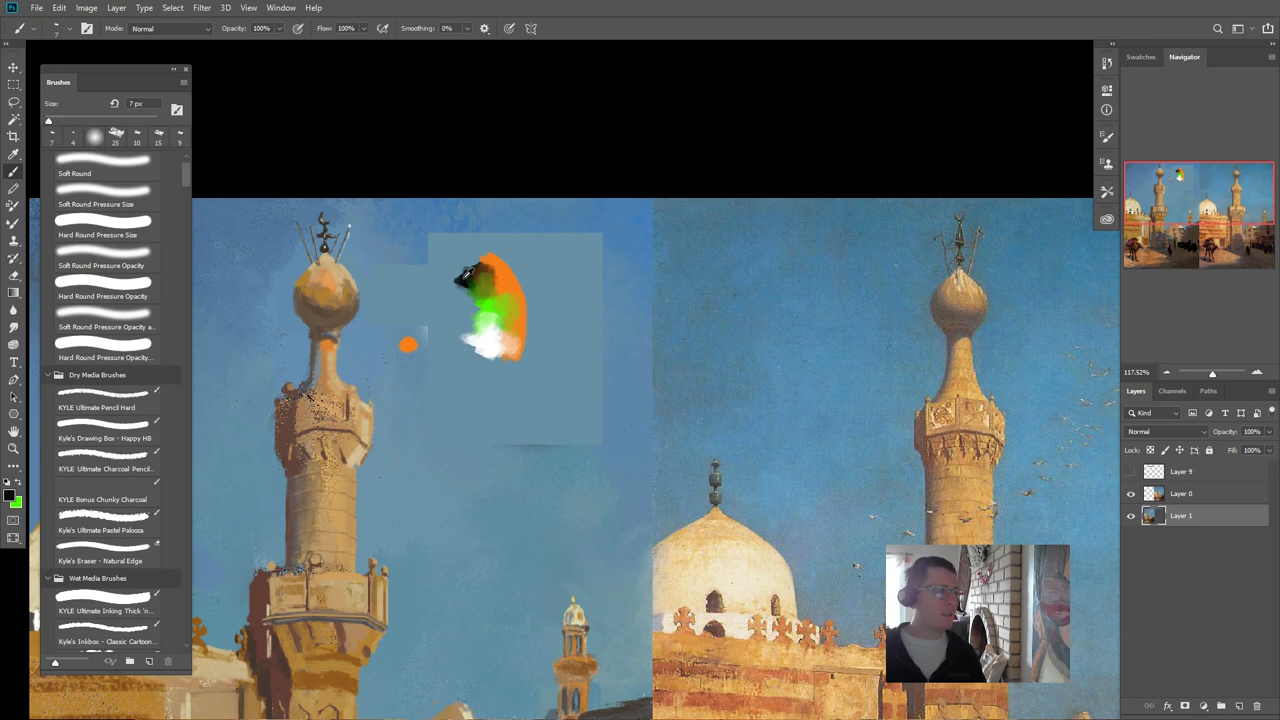 Ps File Edit Image Layer Type Select Filter 3D View Window Help
7 Mode: Normal Opacity: 100% Flow: 100% Smoothing: 0%
Brushes
Size: 7 px
7 4 25 10 15 9
Soft Round
Soft Round Pressure Size
Hard Round Pressure Size
Soft Round Pressure Opacity
Hard Round Pressure Opacity
Soft Round Pressure Opacity a...
Hard Round Pressure Opacity...
Dry Media Brushes
KYLE Ultimate Pencil Hard
Kyle's Drawing Box - Happy HB
KYLE Ultimate Charcoal Pencil...
KYLE Bonus Chunky Charcoal
Kyle's Ultimate Pastel Palooza
Kyle's Eraser - Natural Edge
Wet Media Brushes
KYLE Ultimate Inking Thick 'n...
Kyle's Inkbox - Classic Cartoon...
Swatches Navigator
117.52%
Layers Channels Paths
Kind
Normal Opacity: 100%
Lock: Fill: 100%
Layer 9
Layer 0
Layer 1